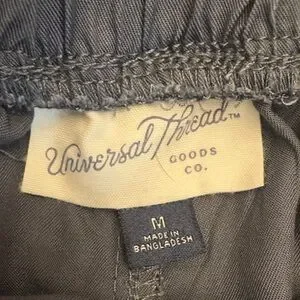 Universal Thread™
GOODS
CO.
M
MADE IN
BANGLADESH